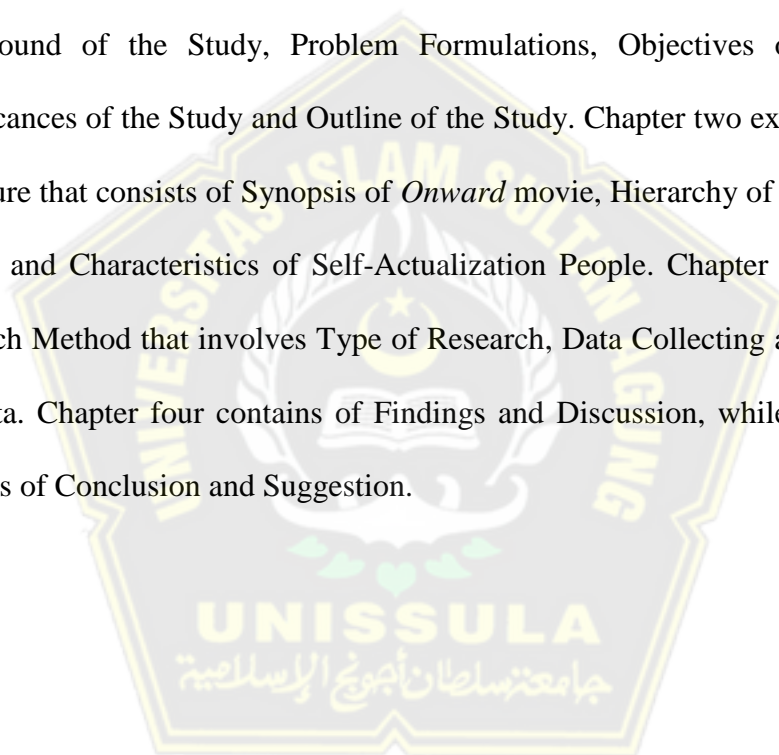 ound of the Study, Problem Formulations, Objectives o
cances of the Study and Outline of the Study. Chapter two ex
ure that consists of Synopsis of Onward movie, Hierarchy of
and Characteristics of Self-Actualization People. Chapter
ch Method that involves Type of Research, Data Collecting a
ta. Chapter four contains of Findings and Discussion, while
s of Conclusion and Suggestion.
UNIVERSITAS ISLAM SULTAN AGUNG
UNISSULA
جامعتسلطان أجونج الإسلامية